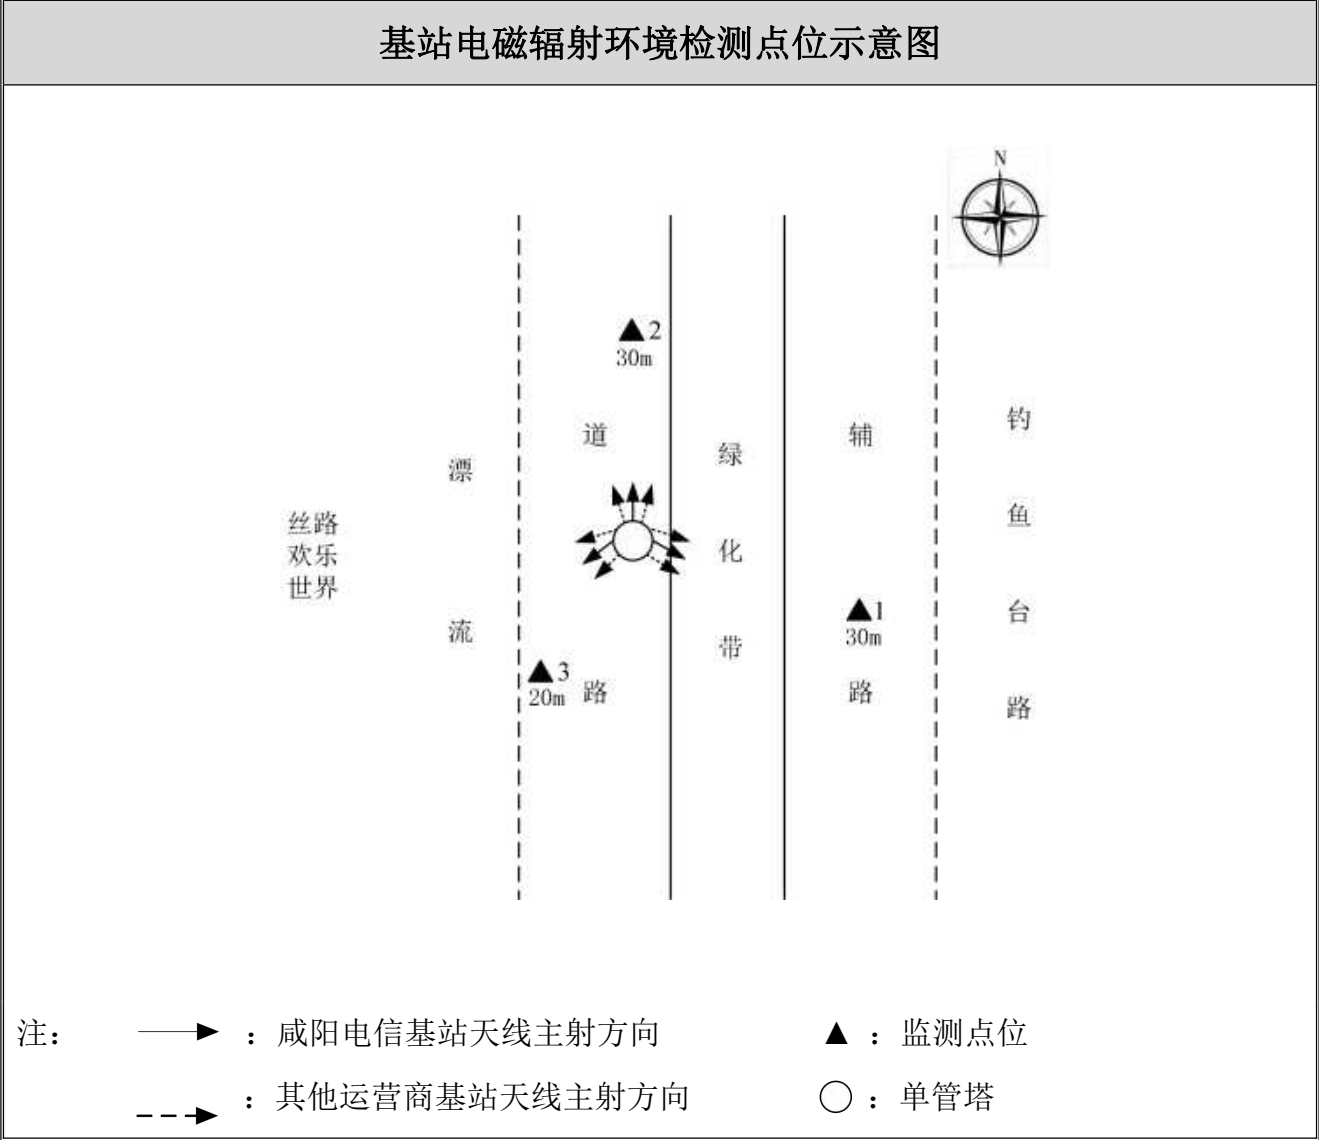 基站电磁辐射环境检测点位示意图
N
▲2
30m
道
辅
绿
化
带
钓
鱼
台
路
漂
流
丝路
欢乐
世界
▲1
30m
▲3
20m
路
路
注：
：咸阳电信基站天线主射方向
▲：监测点位
：其他运营商基站天线主射方向
：单管塔